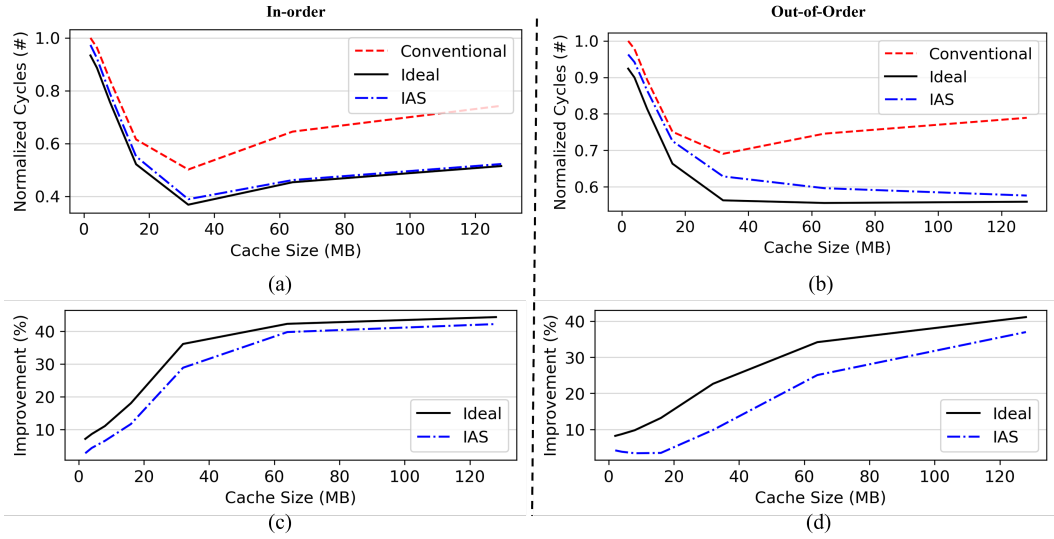 In-order
Normalized Cycles (#)
1.0
0.8
0.6
0.4
Conventional
Ideal
IAS
0 20 40 60 80 100 120
Cache Size (MB)
(a)
Out-of-Order
Normalized Cycles (#)
1.0
0.9
0.8
0.7
0.6
Conventional
Ideal
IAS
0 20 40 60 80 100 120
Cache Size (MB)
(b)
Improvement (%)
40
30
20
10
Ideal
IAS
0 20 40 60 80 100 120
Cache Size (MB)
(c)
Improvement (%)
40
30
20
10
Ideal
IAS
0 20 40 60 80 100 120
Cache Size (MB)
(d)